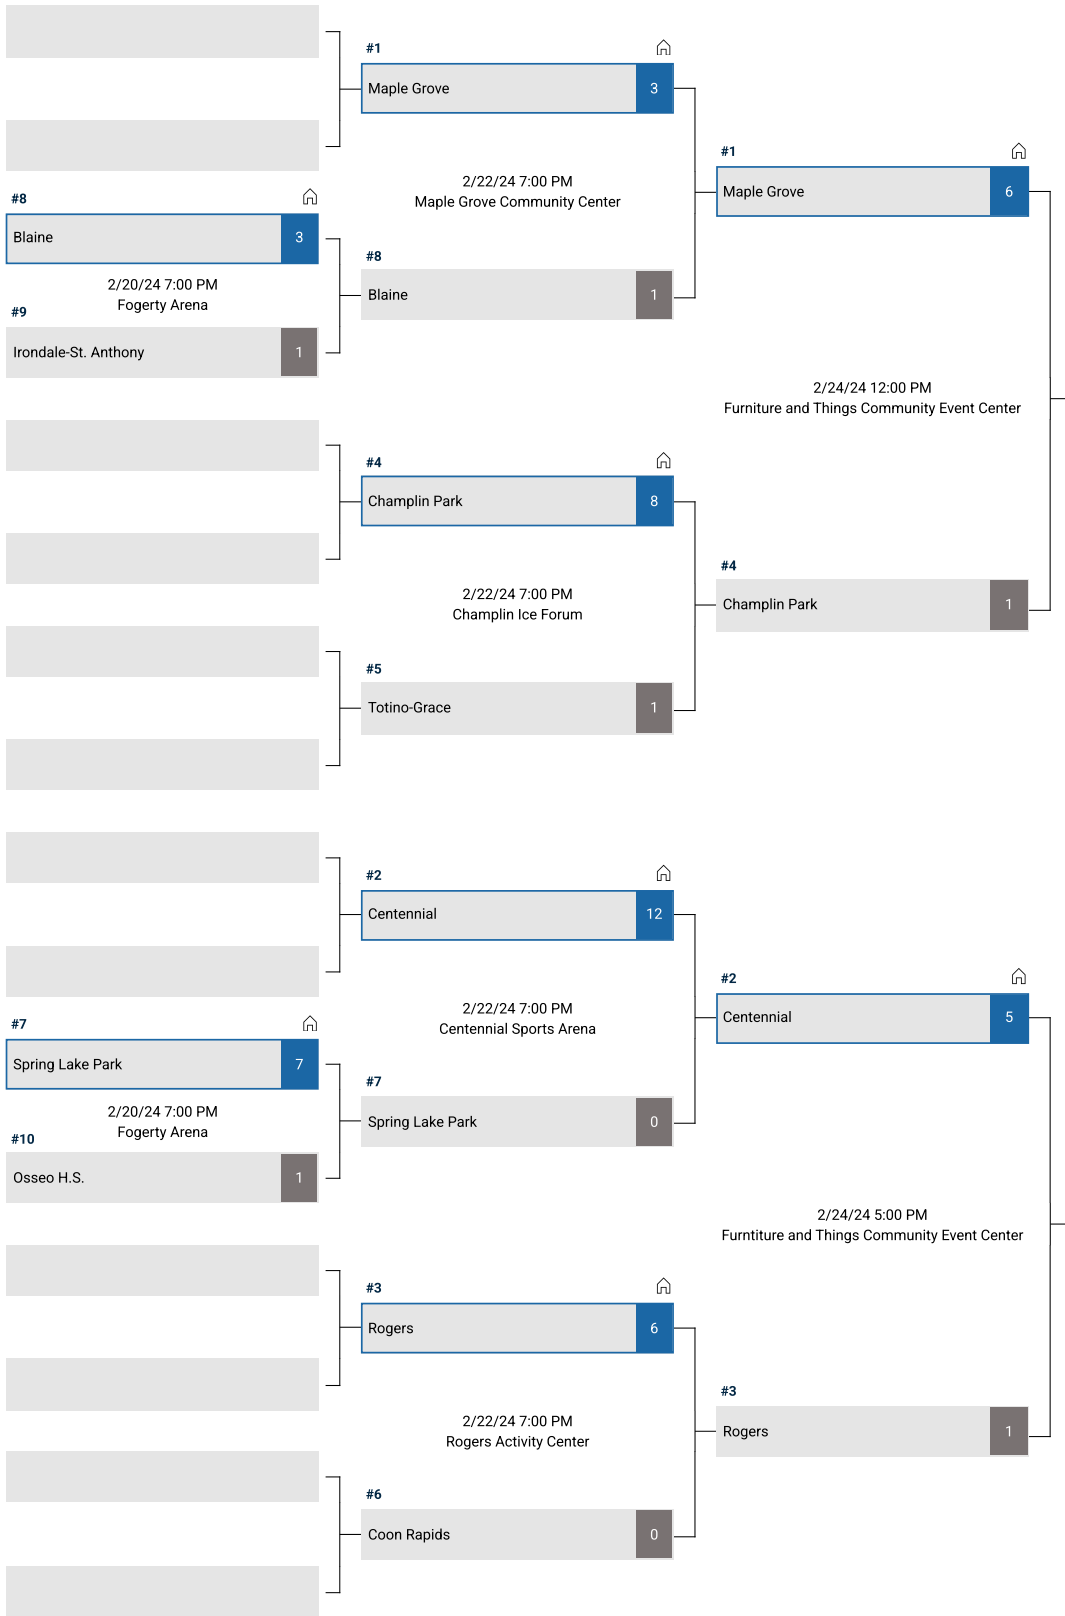 #1
Maple Grove 3
2/22/24 7:00 PM
Maple Grove Community Center
#8
Blaine 3
2/20/24 7:00 PM
Fogerty Arena
#9
Irondale-St. Anthony 1
#8
Blaine 1
#1
Maple Grove 6
2/24/24 12:00 PM
Furniture and Things Community Event Center
#4
Champlin Park 8
2/22/24 7:00 PM
Champlin Ice Forum
#5
Totino-Grace 1
#4
Champlin Park 1
#2
Centennial 12
2/22/24 7:00 PM
Centennial Sports Arena
#7
Spring Lake Park 7
2/20/24 7:00 PM
Fogerty Arena
#10
Osseo H.S. 1
#7
Spring Lake Park 0
#2
Centennial 5
2/24/24 5:00 PM
Furntiture and Things Community Event Center
#3
Rogers 6
2/22/24 7:00 PM
Rogers Activity Center
#6
Coon Rapids 0
#3
Rogers 1